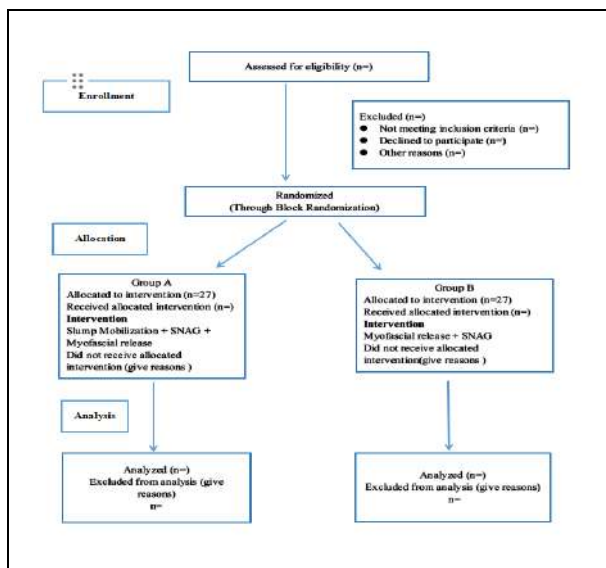 Assessed for eligibility (n=)
Enrollment
Excluded (n=)
● Not meeting inclusion criteria (n=)
● Declined to participate (n=)
● Other reasons (n=)
Randomized
(Through Block Randomization)
Allocation
Group A
Allocated to intervention (n=27)
Received allocated intervention (n=)
Intervention
Slump Mobilization + SNAG +
Myofascial release
Did not receive allocated
intervention (give reasons )
Group B
Allocated to intervention (n=27)
Received allocated intervention (n=)
Intervention
Myofascial release + SNAG
Did not receive allocated
intervention(give reasons )
Analysis
Analyzed (n=)
Excluded from analysis (give
reasons)
n=
Analyzed (n=)
Excluded from analysis (give reasons)
n=